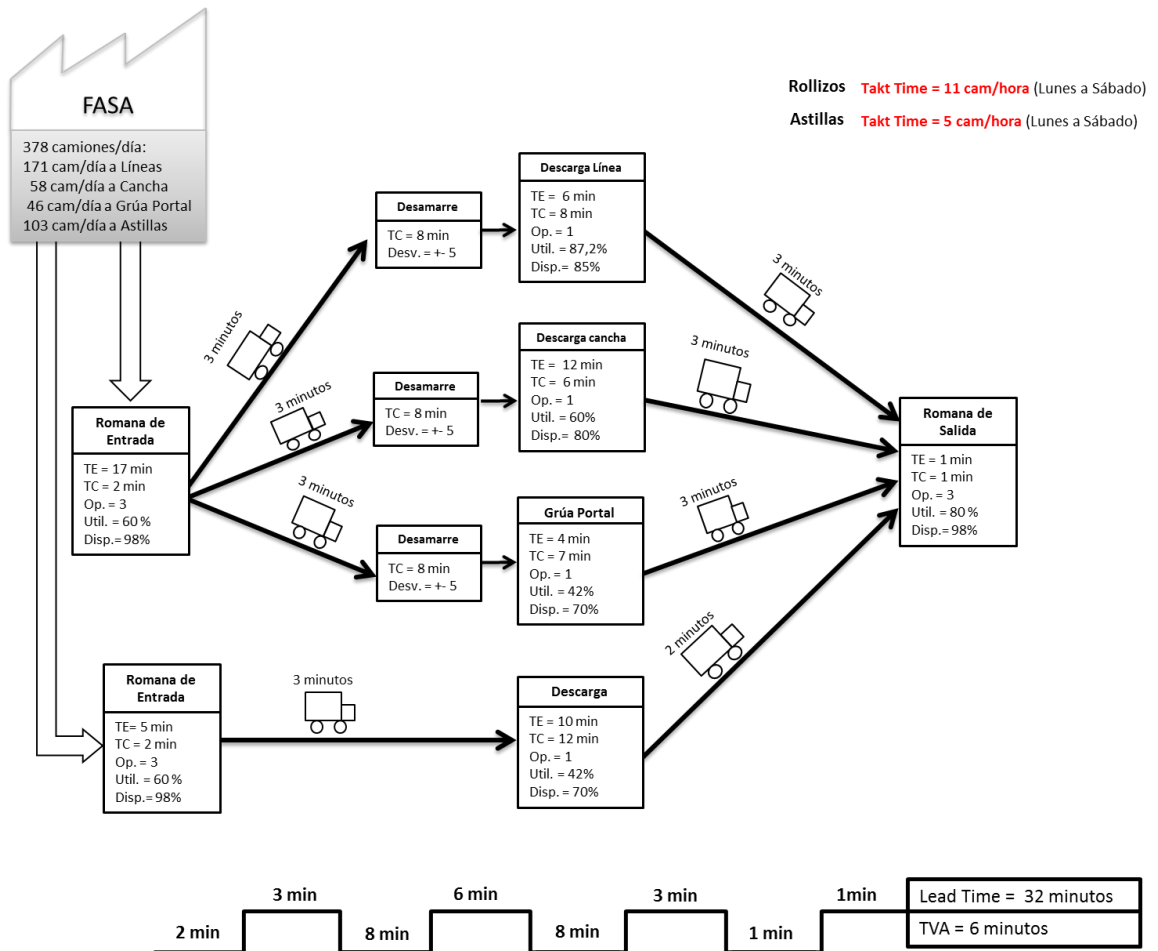 FASA
378 camiones/día:
171 cam/día a Líneas
58 cam/día a Cancha
46 cam/día a Grúa Portal
103 cam/día a Astillas
Rollizos Takt Time = 11 cam/hora (Lunes a Sábado)
Astillas Takt Time = 5 cam/hora (Lunes a Sábado)
Romana de
Entrada
TE = 17 min
TC = 2 min
Op. = 3
Util. = 60 %
Disp.= 98%
3 minutos
Desamarre
TC = 8 min
Desv. = +- 5
Descarga Línea
TE = 6 min
TC = 8 min
Op. = 1
Util. = 87,2%
Disp.= 85%
3 minutos
3 minutos
Desamarre
TC = 8 min
Desv. = +- 5
Descarga cancha
TE = 12 min
TC = 6 min
Op. = 1
Util. = 60%
Disp. = 80%
3 minutos
3 minutos
Desamarre
TC = 8 min
Desv. = +- 5
Grúa Portal
TE = 4 min
TC = 7 min
Op. = 1
Util. = 42%
Disp. = 70%
3 minutos
Romana de
Salida
TE = 1 min
TC = 1 min
Op. = 3
Util. = 80 %
Disp. = 98%
Romana de
Entrada
TE= 5 min
TC = 2 min
Op. = 3
Util. = 60 %
Disp.= 98%
3 minutos
Descarga
TE = 10 min
TC = 12 min
Op. = 1
Util. = 42%
Disp. = 70%
2 minutos
3 min 6 min 3 min 1min
2 min 8 min 8 min 1 min
Lead Time = 32 minutos
TVA = 6 minutos